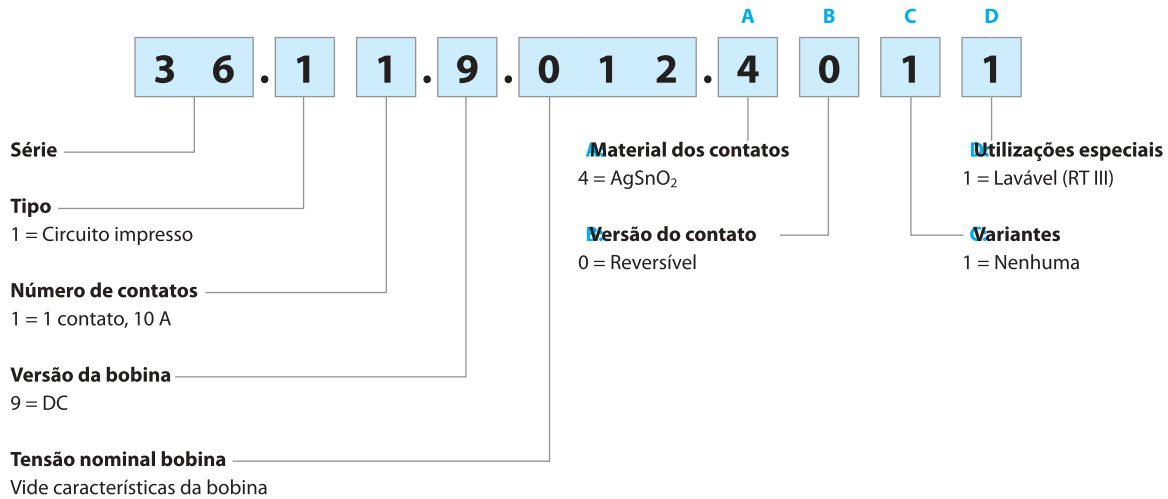 A B C D
3 6 . 1 1 . 9 . 0 1 2 . 4 0 1 1
Série
Tipo
1 = Circuito impresso
Número de contatos
1 = 1 contato, 10 A
Versão da bobina
9 = DC
Tensão nominal bobina
Vide características da bobina
A: Material dos contatos
4 = AgSnO₂
B: Versão do contato
0 = Reversível
D: Utilizações especiais
1 = Lavável (RT III)
C: Variantes
1 = Nenhuma